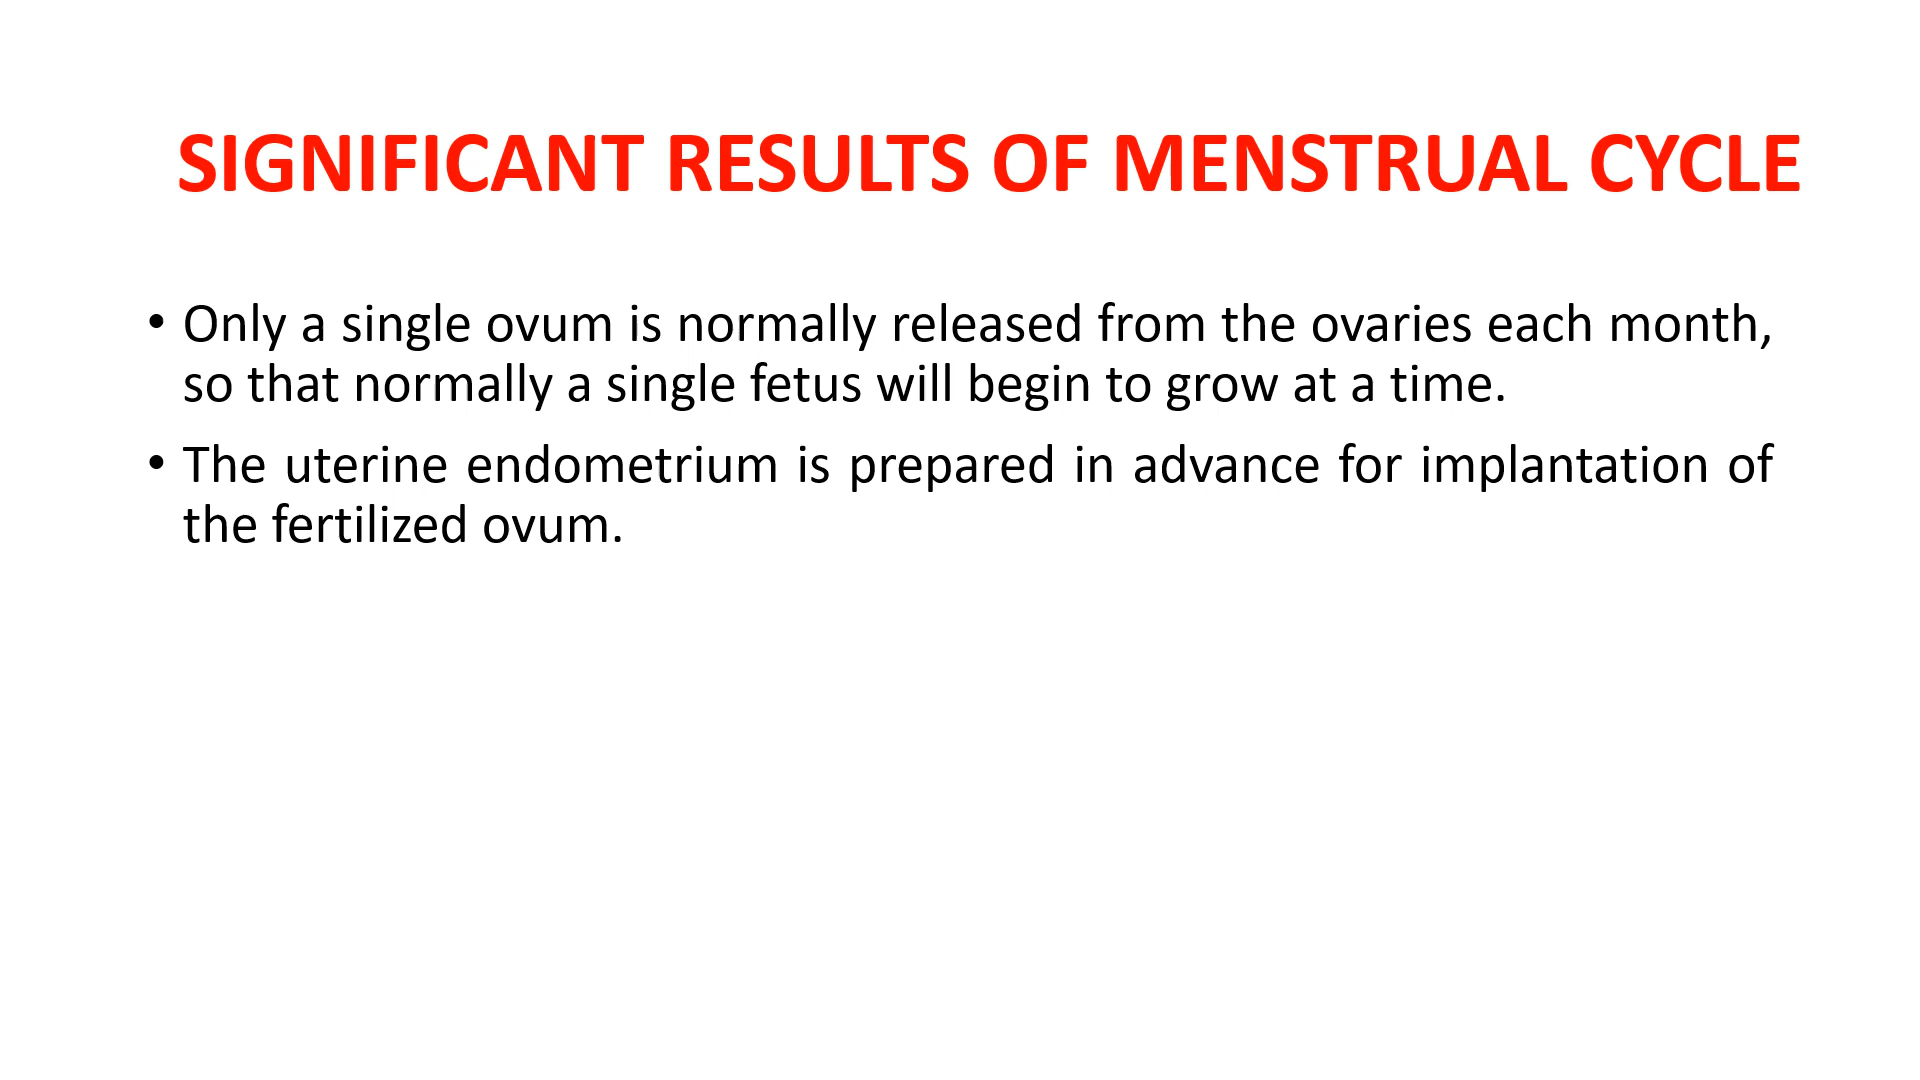 SIGNIFICANT RESULTS OF MENSTRUAL CYCLE
• Only a single ovum is normally released from the ovaries each month,
so that normally a single fetus will begin to grow at a time.
• The uterine endometrium is prepared in advance for implantation of
the fertilized ovum.